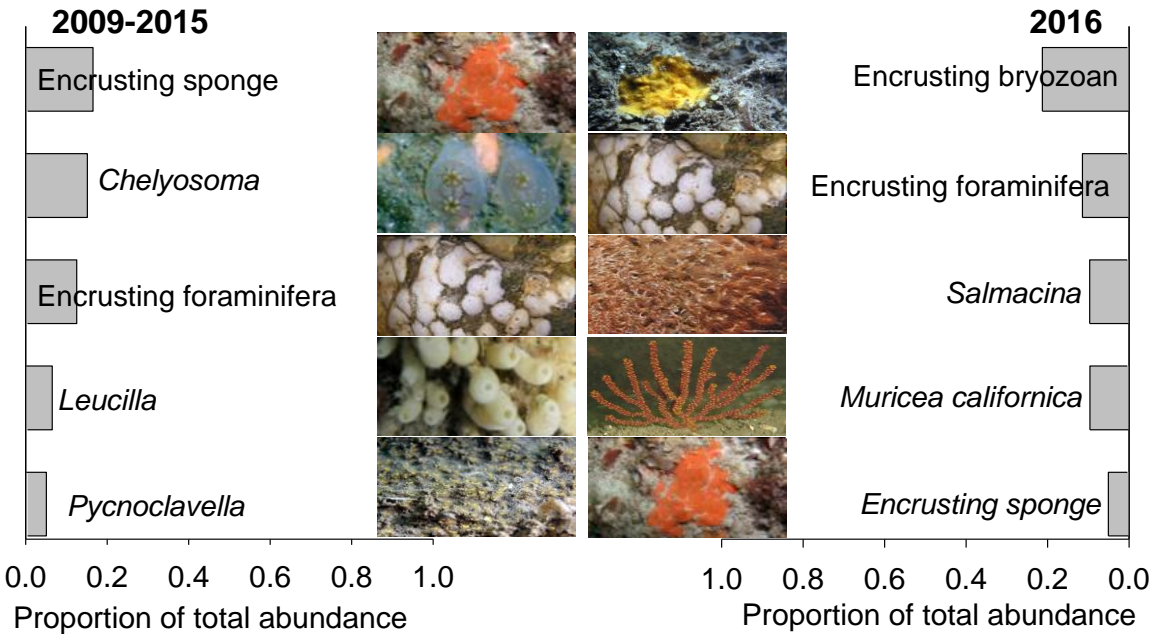 2009-2015
Encrusting sponge
Chelyosoma
Encrusting foraminifera
Leucilla
Pycnoclavella
0.0 0.2 0.4 0.6 0.8 1.0
Proportion of total abundance
2016
Encrusting bryozoan
Encrusting foraminifera
Salmacina
Muricea californica
Encrusting sponge
1.0 0.8 0.6 0.4 0.2 0.0
Proportion of total abundance